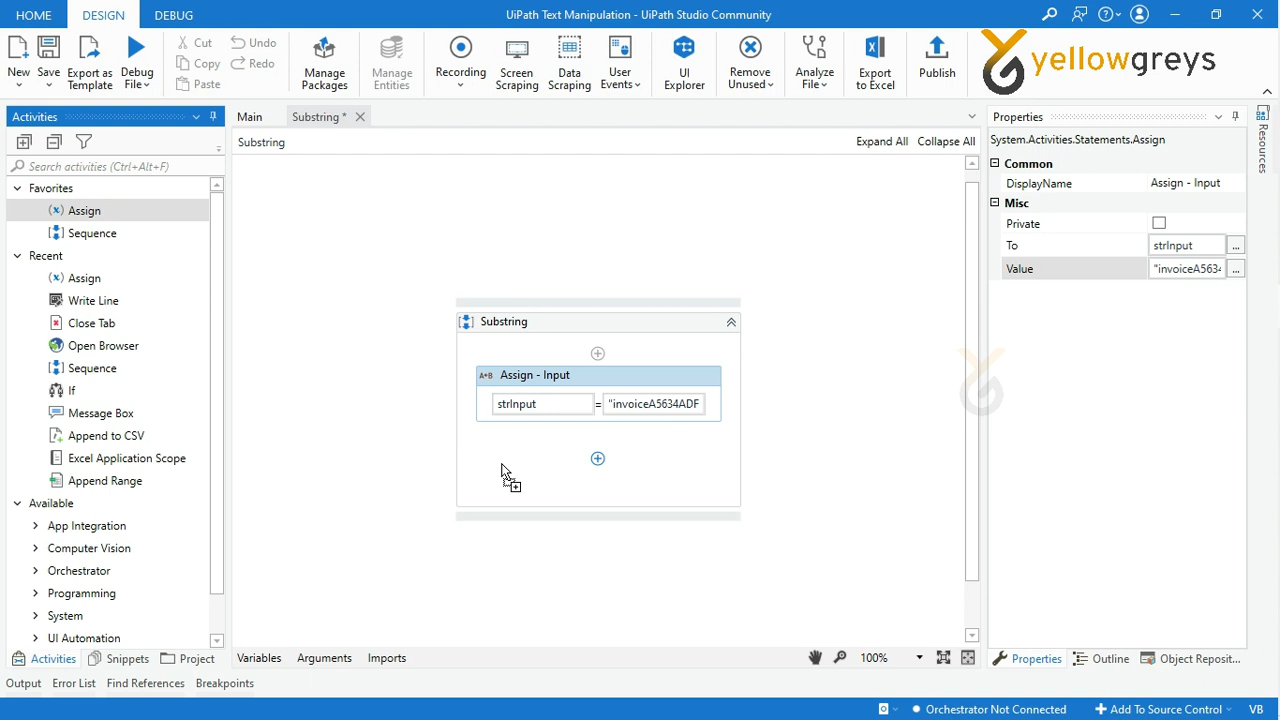 HOME DESIGN DEBUG UiPath Text Manipulation - UiPath Studio Community
New Save Export as Template Debug File Cut Copy Paste Undo Redo Manage Packages Manage Entities Recording Screen Scraping Data Scraping User Events UI Explorer Remove Unused Analyze File Export to Excel Publish yellowgreys
Activities Main Substring * Properties
Substring Expand All Collapse All System.Activities.Statements.Assign
Search activities (Ctrl+Alt+F) Common
Favorites DisplayName Assign - Input
Assign Misc
Sequence Private
Recent To strInput ...
Assign Value "invoiceA5634 ...
Write Line
Close Tab Substring
Open Browser
Sequence Assign - Input
If strInput = "invoiceA5634ADF
Message Box
Append to CSV
Excel Application Scope
Append Range
Available
App Integration
Computer Vision
Orchestrator
Programming
System
UI Automation
Activities Snippets Project Variables Arguments Imports 100% Properties Outline Object Reposit...
Output Error List Find References Breakpoints
Orchestrator Not Connected Add To Source Control VB
Resources